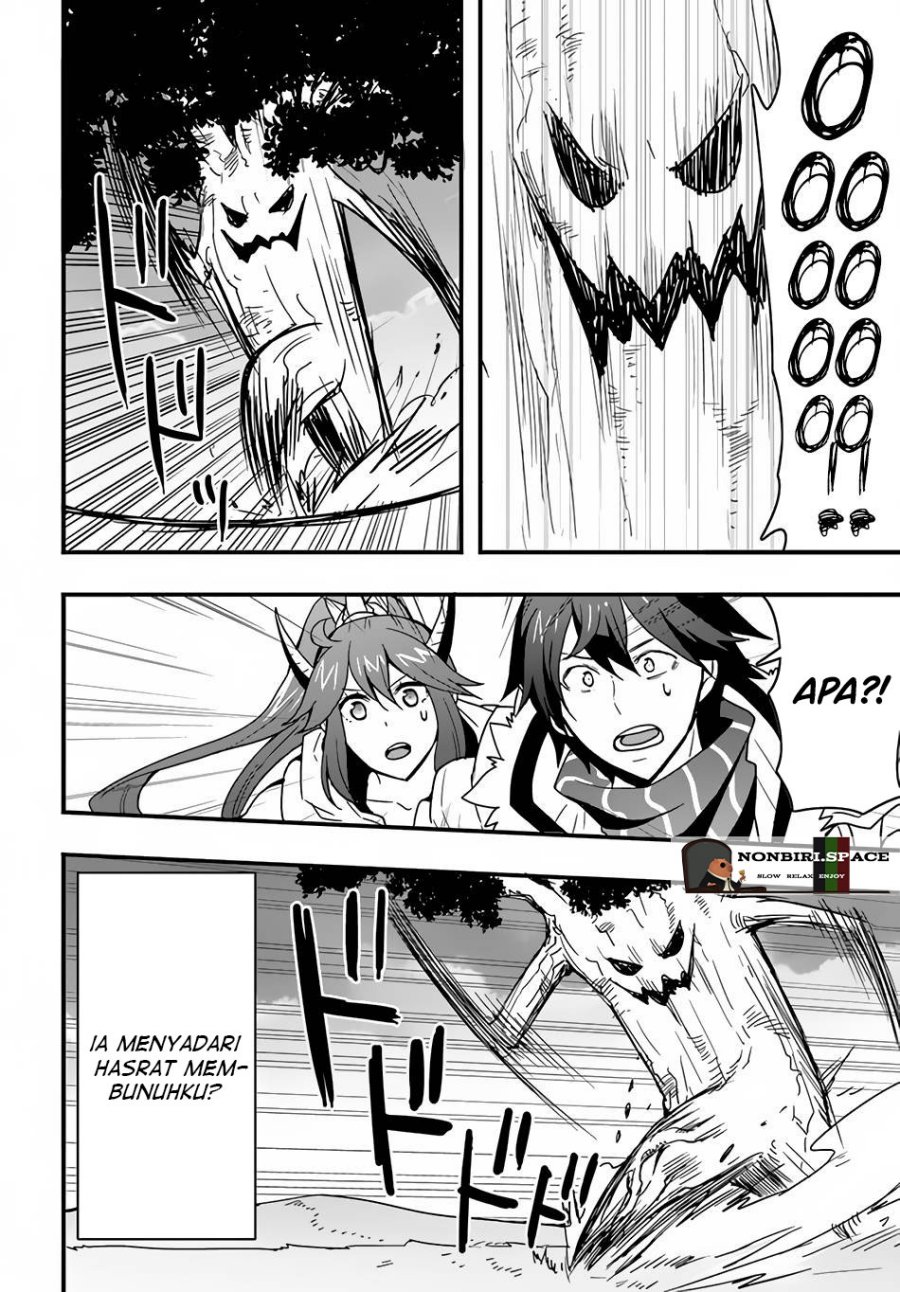 ドドドッ
APA?!
NONBIRI.SPACE
SLOW RELAX ENJOY
IA MENYADARI
HASRAT MEM-
BUNUHKU?
ドドドド